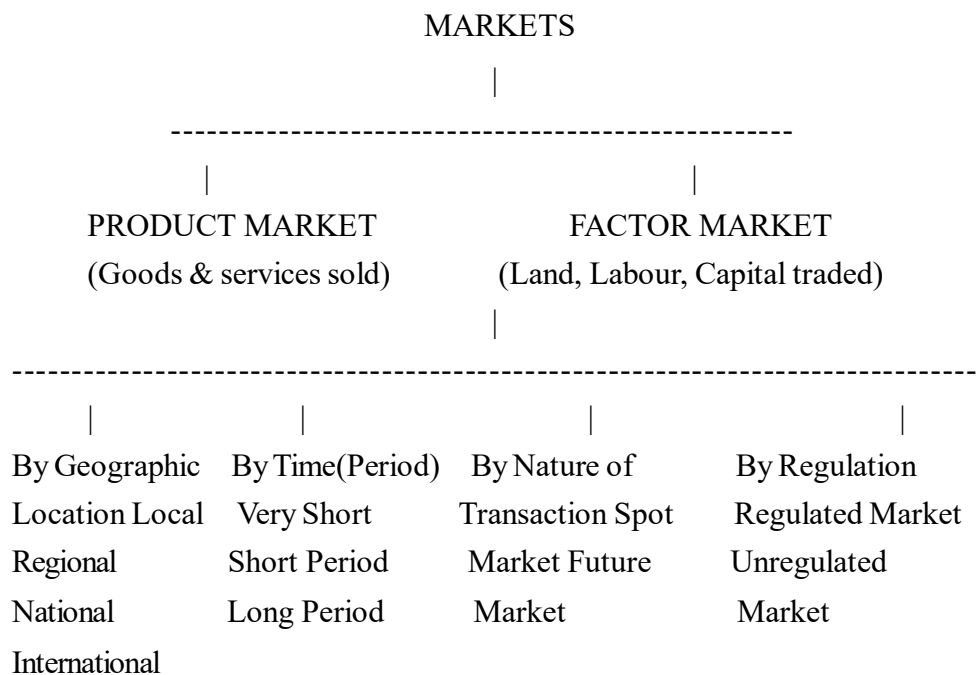 MARKETS
|
----------------------------------------------------
| |
PRODUCT MARKET FACTOR MARKET
(Goods & services sold) (Land, Labour, Capital traded)
|
--------------------------------------------------------------------------------
| | | |
By Geographic By Time(Period) By Nature of By Regulation
Location Local Very Short Transaction Spot Regulated Market
Regional Short Period Market Future Unregulated
National Long Period Market Market
International